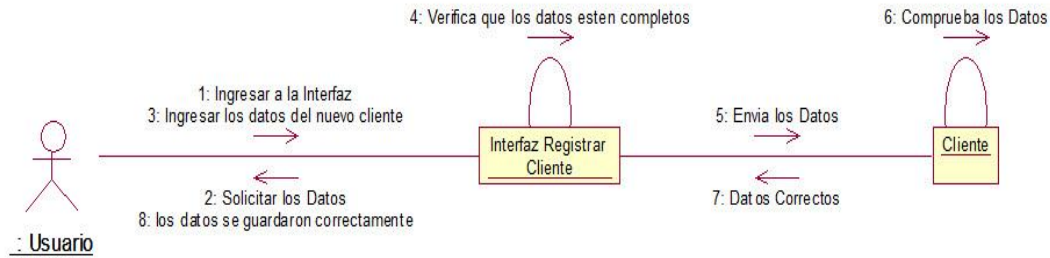 4: Verifica que los datos esten completos
6: Comprueba los Datos
1: Ingresar a la Interfaz
3: Ingresar los datos del nuevo cliente
5: Envia los Datos
Interfaz Registrar
Cliente
Cliente
2: Solicitar los Datos
8: los datos se guardaron correctamente
7: Datos Correctos
: Usuario